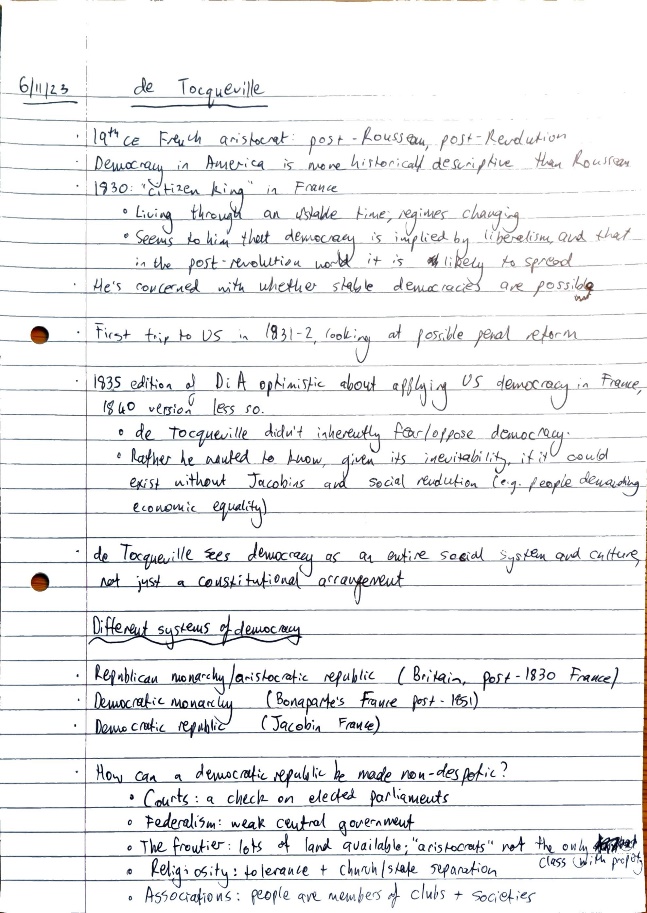 6/11/23 de Tocqueville
· 19th ce French aristocrat: post-Rousseau, post-Revolution
· Democracy in America is more historical/descriptive than Rousseau
· 1830: "citizen king" in France
• Living through an unstable time; regimes changing
• Seems to him that democracy is implied by liberalism, and that
in the post-revolution world it is likely to spread
· He's concerned with whether stable democracies are possible
· First trip to US in 1831-2, looking at possible penal reform
· 1835 edition of DiA optimistic about applying US democracy in France,
1840 version less so.
• de Tocqueville didn't inherently fear/oppose democracy.
• Rather he wanted to know, given its inevitability, if it could
exist without Jacobins and social revolution (e.g. people demanding
economic equality)
· de Tocqueville sees democracy as an entire social system and culture,
not just a constitutional arrangement
Different systems of democracy
· Republican monarchy/aristocratic republic (Britain, post-1830 France)
· Democratic monarchy (Bonaparte's France post-1851)
· Democratic republic (Jacobin France)
· How can a democratic republic be made non-despotic?
• Courts: a check on elected parliaments
• Federalism: weak central government
• The frontier: lots of land available; "aristocrats" not the only
class (with property
• Religiosity: tolerance + church/state separation
• Associations: people are members of clubs + societies